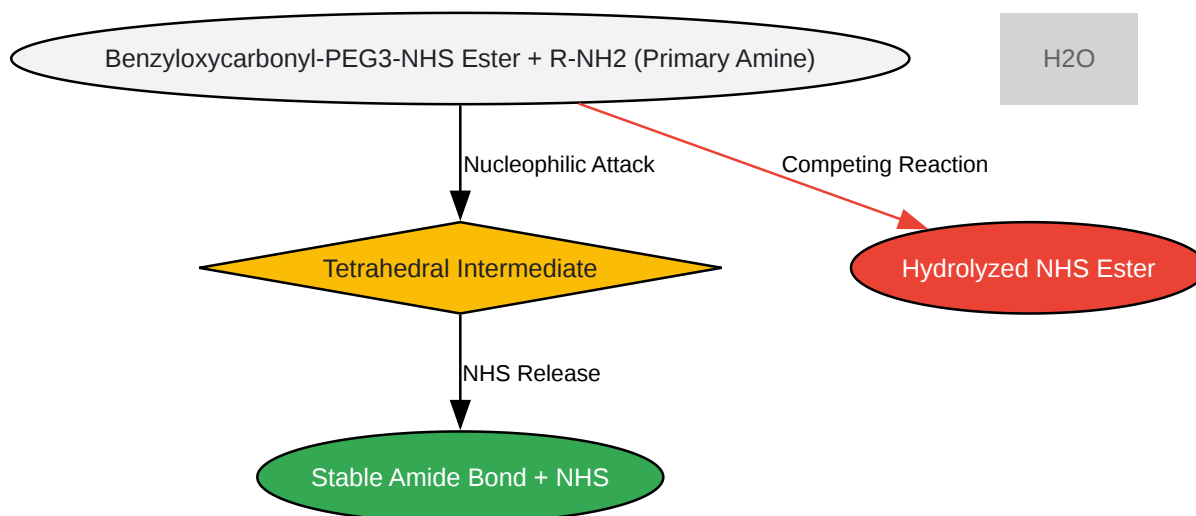 Benzyloxycarbonyl-PEG3-NHS Ester + R-NH2 (Primary Amine)
H2O
Nucleophilic Attack
Competing Reaction
Tetrahedral Intermediate
Hydrolyzed NHS Ester
NHS Release
Stable Amide Bond + NHS